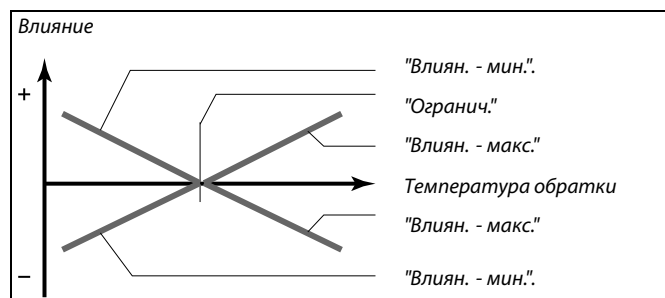 Влияние
+
"Влиян. - мин.".
"Огранич."
"Влиян. - макс."
Температура обратки
"Влиян. - макс."
–
"Влиян. - мин.".